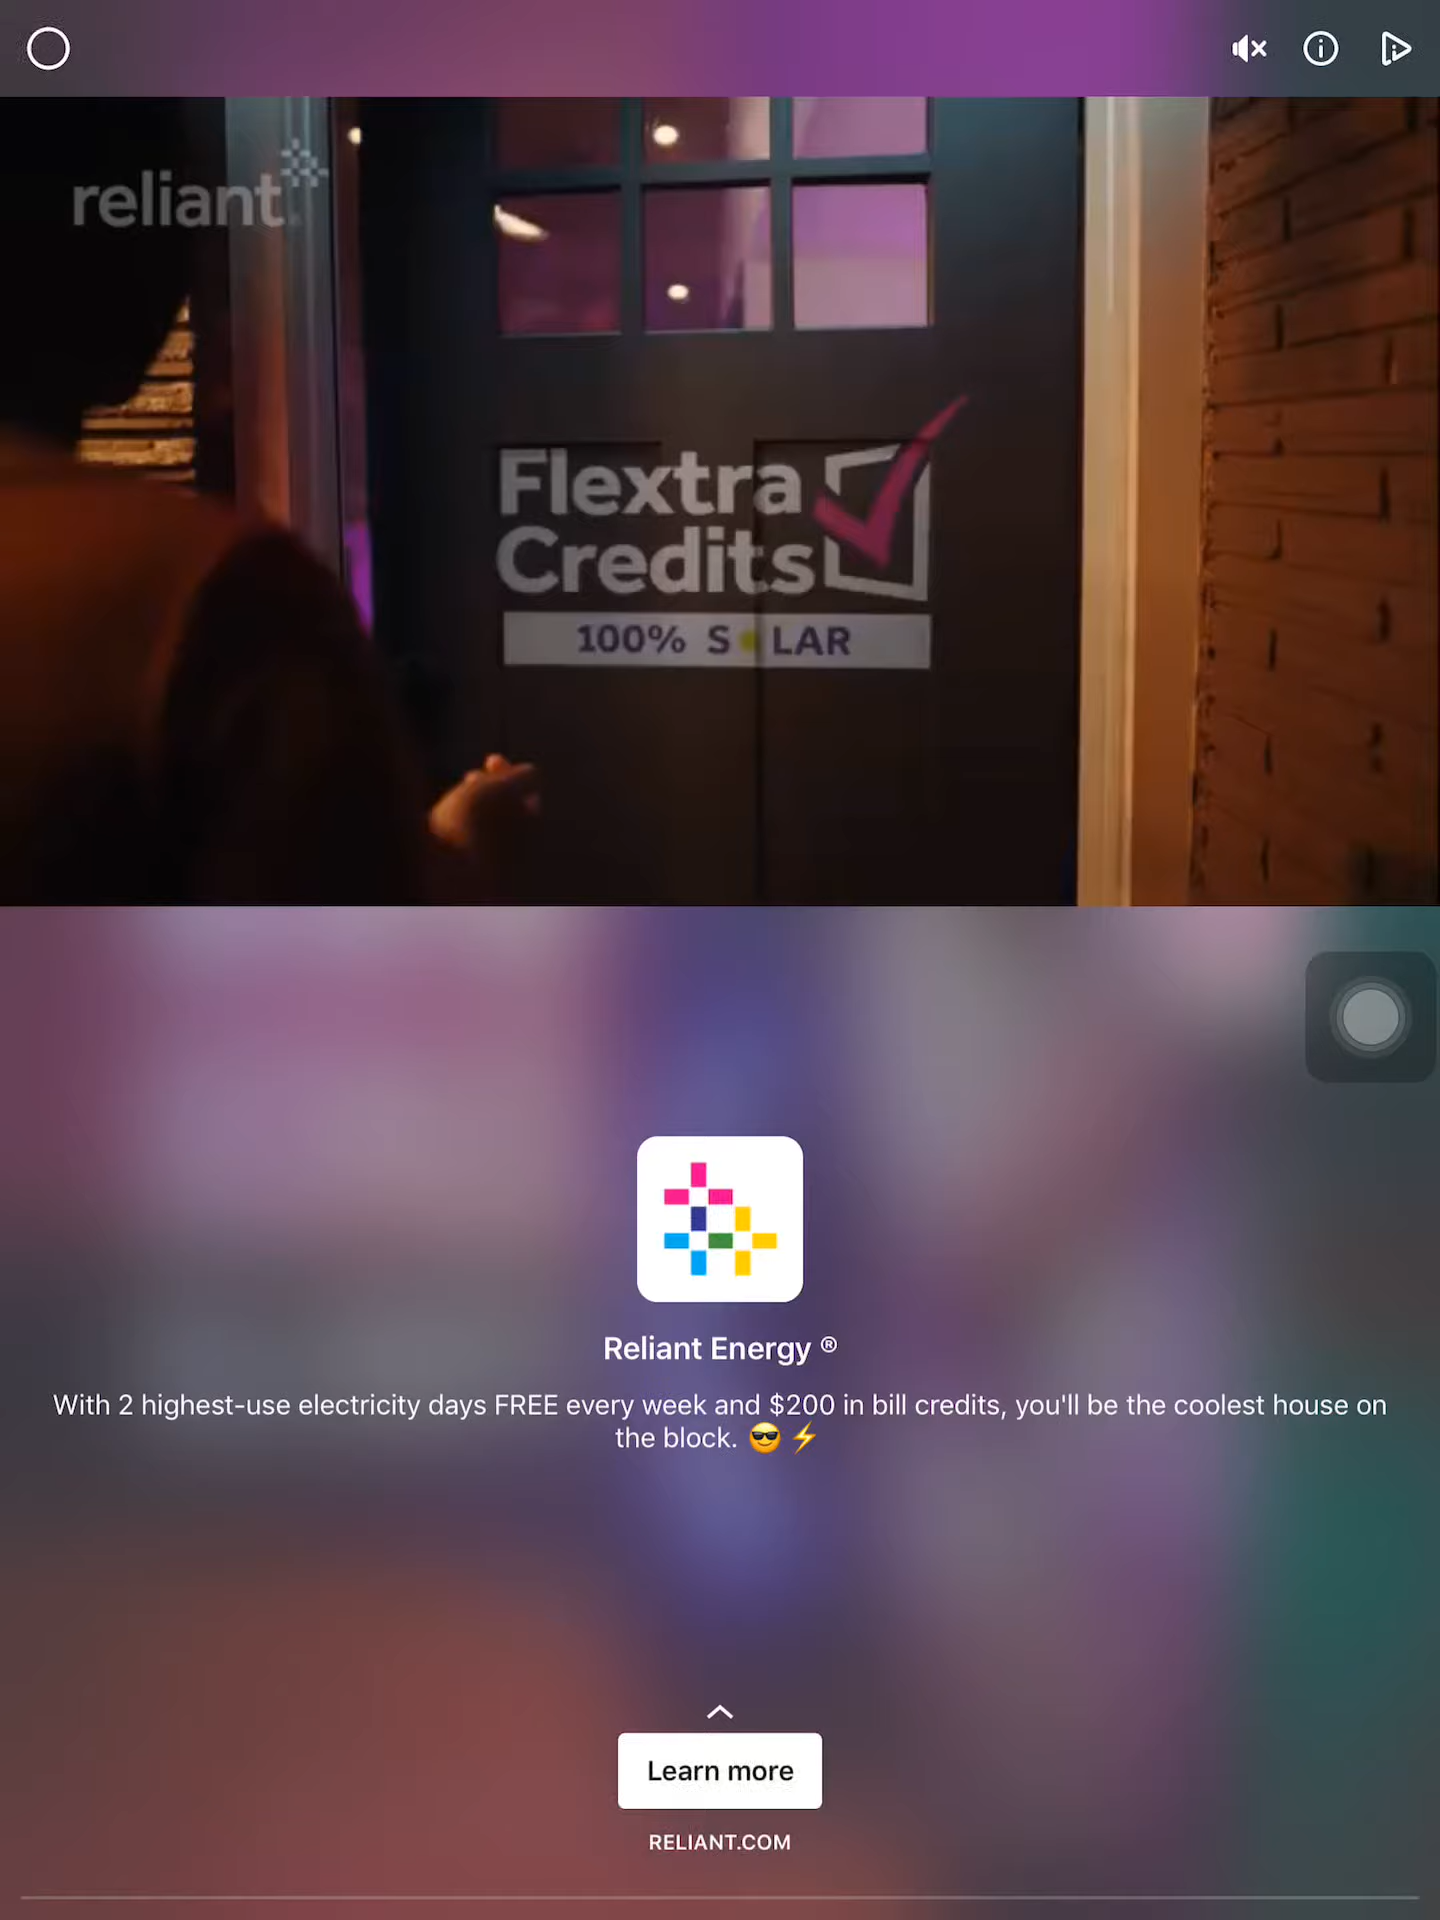 reliant
Flextra
Credits
100% SOLAR
Reliant Energy ®
With 2 highest-use electricity days FREE every week and $200 in bill credits, you'll be the coolest house on
the block. 😎 ⚡
Learn more
RELIANT.COM